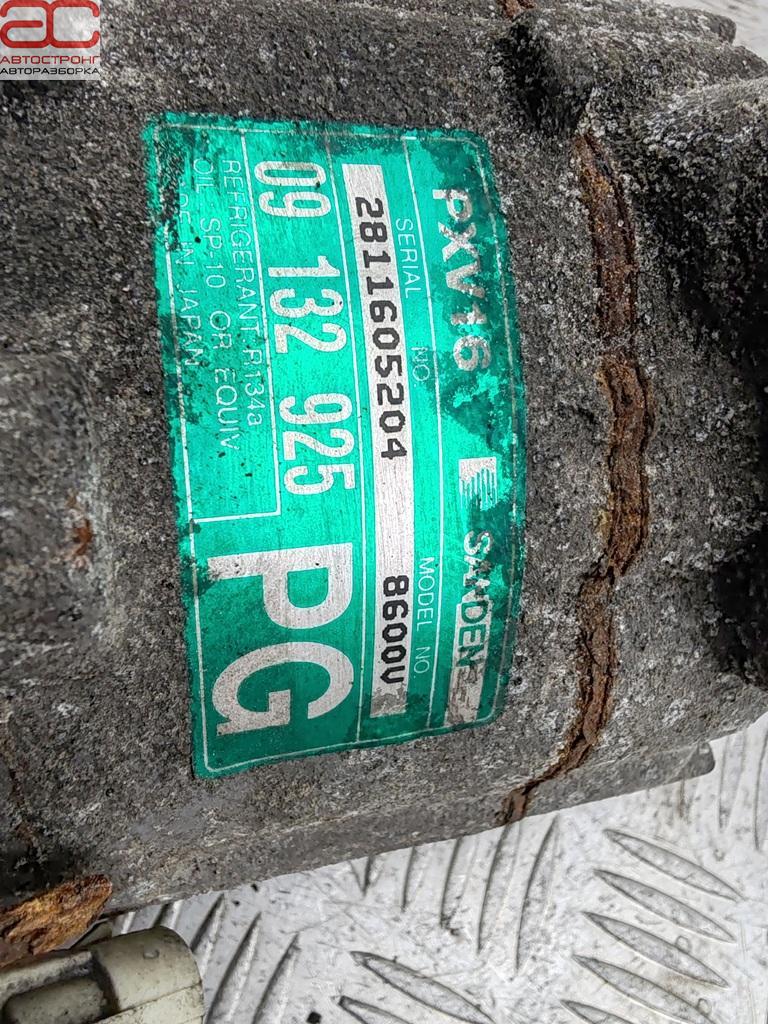 АС
АВТОСТРОНГ
АВТОРАЗБОРКА
PXV16 SANDEN
SERIAL NO. MODEL NO.
2811605204 8600V
09 132 925 PG
REFRIGERANT R134a
OIL SP-10 OR EQUIV
MADE IN JAPAN